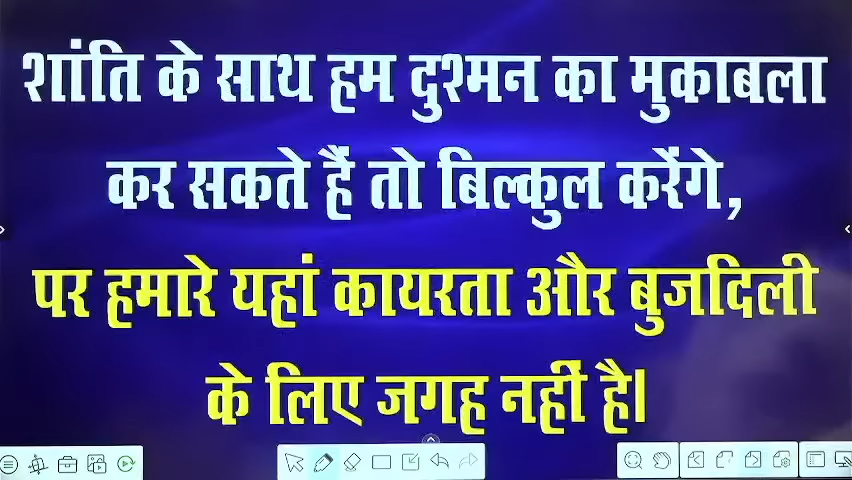 शांति के साथ हम दुश्मन का मुकाबला
कर सकते हैं तो बिल्कुल करेंगे,
पर हमारे यहां कायरता और बुजदिली
के लिए जगह नहीं है।